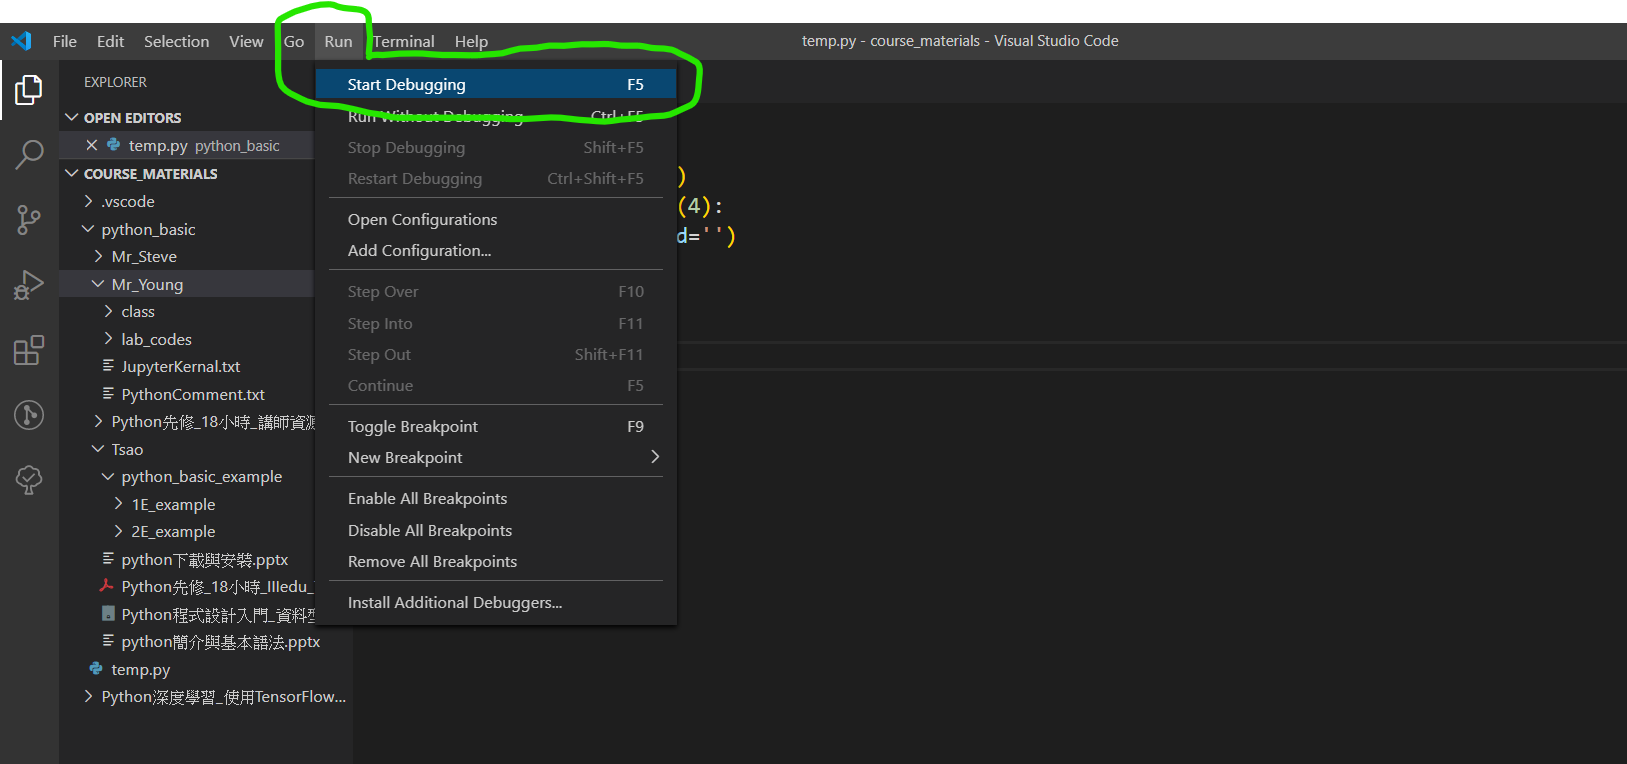 File Edit Selection View Go Run Terminal Help
temp.py - course_materials - Visual Studio Code
EXPLORER
OPEN EDITORS
temp.py python_basic
COURSE_MATERIALS
.vscode
python_basic
Mr_Steve
Mr_Young
class
lab_codes
JupyterKernal.txt
PythonComment.txt
Python先修_18小時_講師資源
Tsao
python_basic_example
1E_example
2E_example
python下載與安裝.pptx
Python先修_18小時_IIIedu_
Python程式設計入門_資料型
python簡介與基本語法.pptx
temp.py
Python深度學習_使用TensorFlow...
Start Debugging F5
Run Without Debugging Ctrl+F5
Stop Debugging Shift+F5
Restart Debugging Ctrl+Shift+F5
Open Configurations
Add Configuration...
Step Over F10
Step Into F11
Step Out Shift+F11
Continue F5
Toggle Breakpoint F9
New Breakpoint
Enable All Breakpoints
Disable All Breakpoints
Remove All Breakpoints
Install Additional Debuggers...
)
(4):
d='')